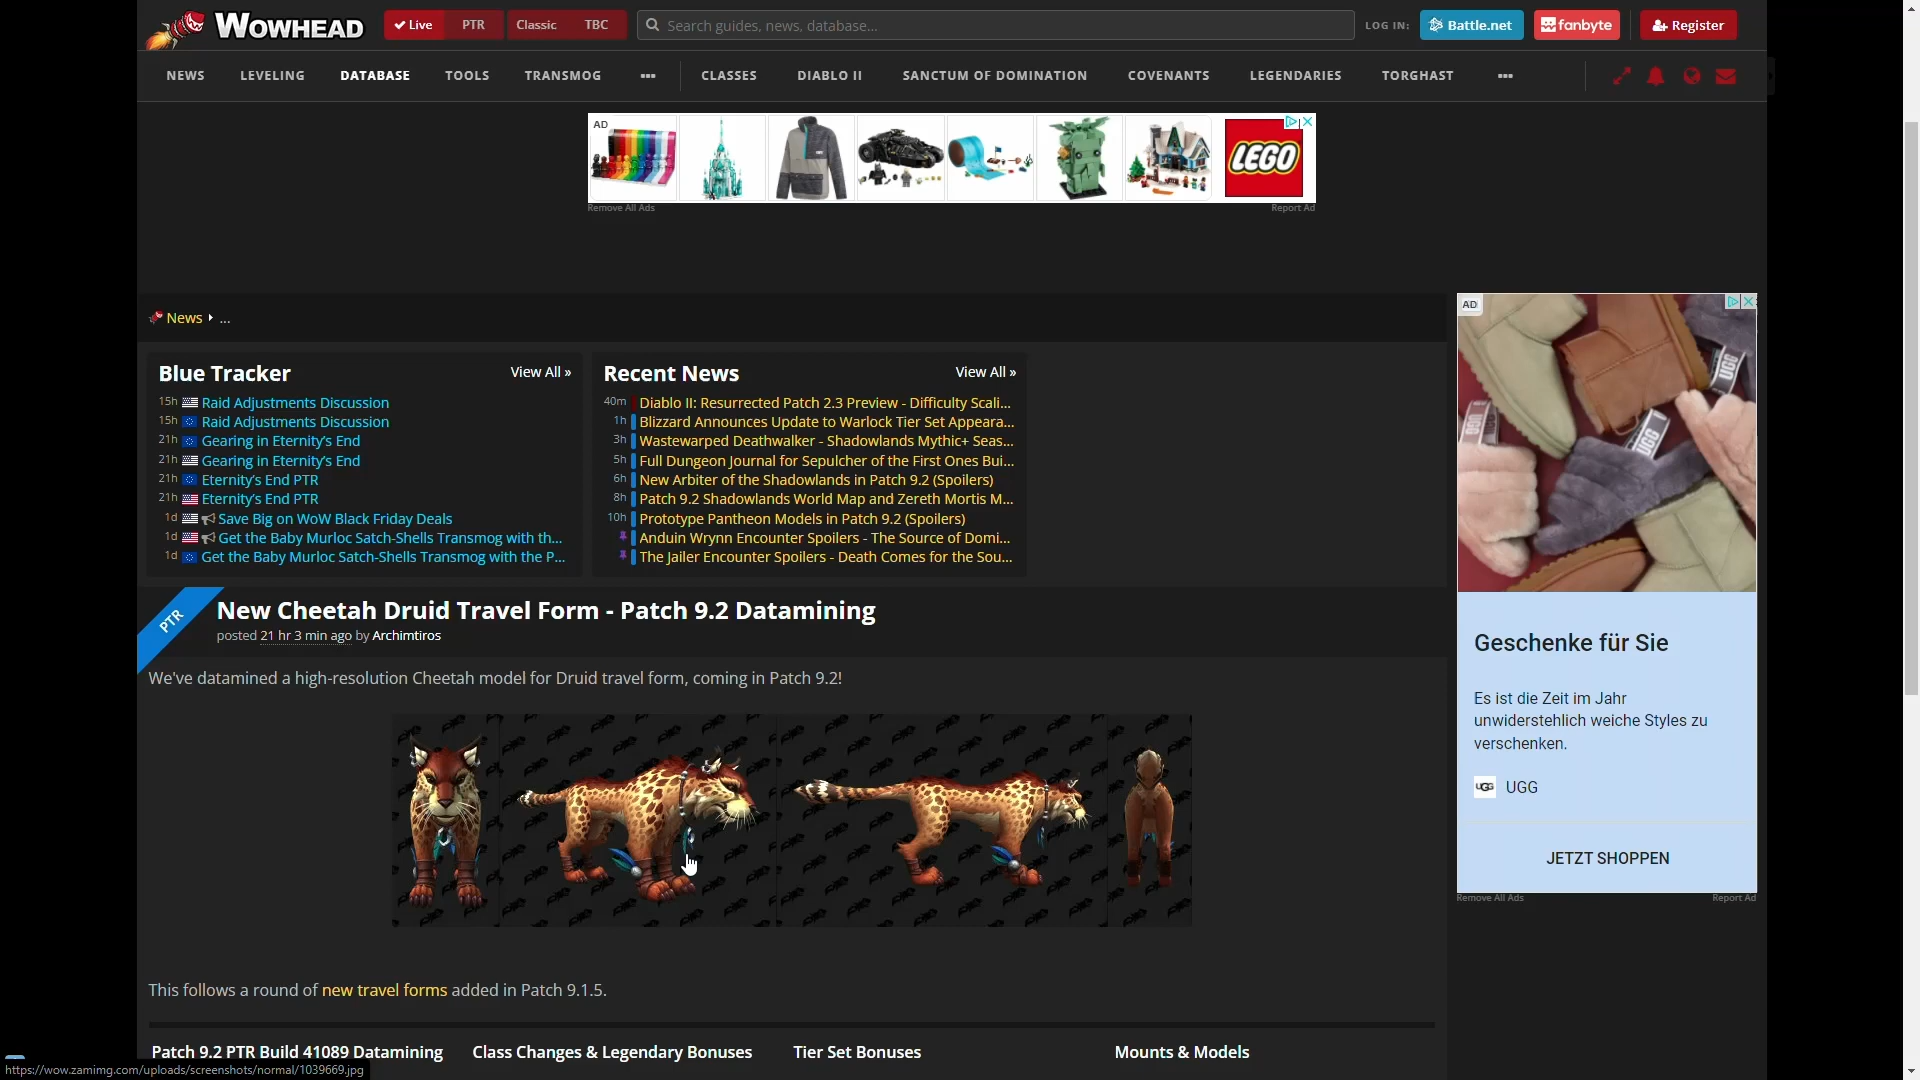 WOWHEAD
Live PTR Classic TBC
Search guides, news, database...
LOG IN: Battle.net fanbyte Register
NEWS LEVELING DATABASE TOOLS TRANSMOG ••• CLASSES DIABLO II SANCTUM OF DOMINATION COVENANTS LEGENDARIES TORGHAST •••
AD
LEGO
Remove All Ads Report Ad
News ...
Blue Tracker View All »
15h Raid Adjustments Discussion
15h Raid Adjustments Discussion
21h Gearing in Eternity's End
21h Gearing in Eternity's End
21h Eternity's End PTR
21h Eternity's End PTR
1d Save Big on WoW Black Friday Deals
1d Get the Baby Murloc Satch-Shells Transmog with th...
1d Get the Baby Murloc Satch-Shells Transmog with the P...
Recent News View All »
40m Diablo II: Resurrected Patch 2.3 Preview - Difficulty Scali...
1h Blizzard Announces Update to Warlock Tier Set Appeara...
3h Wastewarped Deathwalker - Shadowlands Mythic+ Seas...
5h Full Dungeon Journal for Sepulcher of the First Ones Bui...
6h New Arbiter of the Shadowlands in Patch 9.2 (Spoilers)
8h Patch 9.2 Shadowlands World Map and Zereth Mortis M...
10h Prototype Pantheon Models in Patch 9.2 (Spoilers)
Anduin Wrynn Encounter Spoilers - The Source of Domi...
The Jailer Encounter Spoilers - Death Comes for the Sou...
PTR
New Cheetah Druid Travel Form - Patch 9.2 Datamining
posted 21 hr 3 min ago by Archimtiros
We've datamined a high-resolution Cheetah model for Druid travel form, coming in Patch 9.2!
This follows a round of new travel forms added in Patch 9.1.5.
Patch 9.2 PTR Build 41089 Datamining Class Changes & Legendary Bonuses Tier Set Bonuses Mounts & Models
https://wow.zamimg.com/uploads/screenshots/normal/1039669.jpg
AD
UGG
UGG
UGG
Geschenke für Sie
Es ist die Zeit im Jahr
unwiderstehlich weiche Styles zu
verschenken.
UGG UGG
JETZT SHOPPEN
Remove All Ads Report Ad